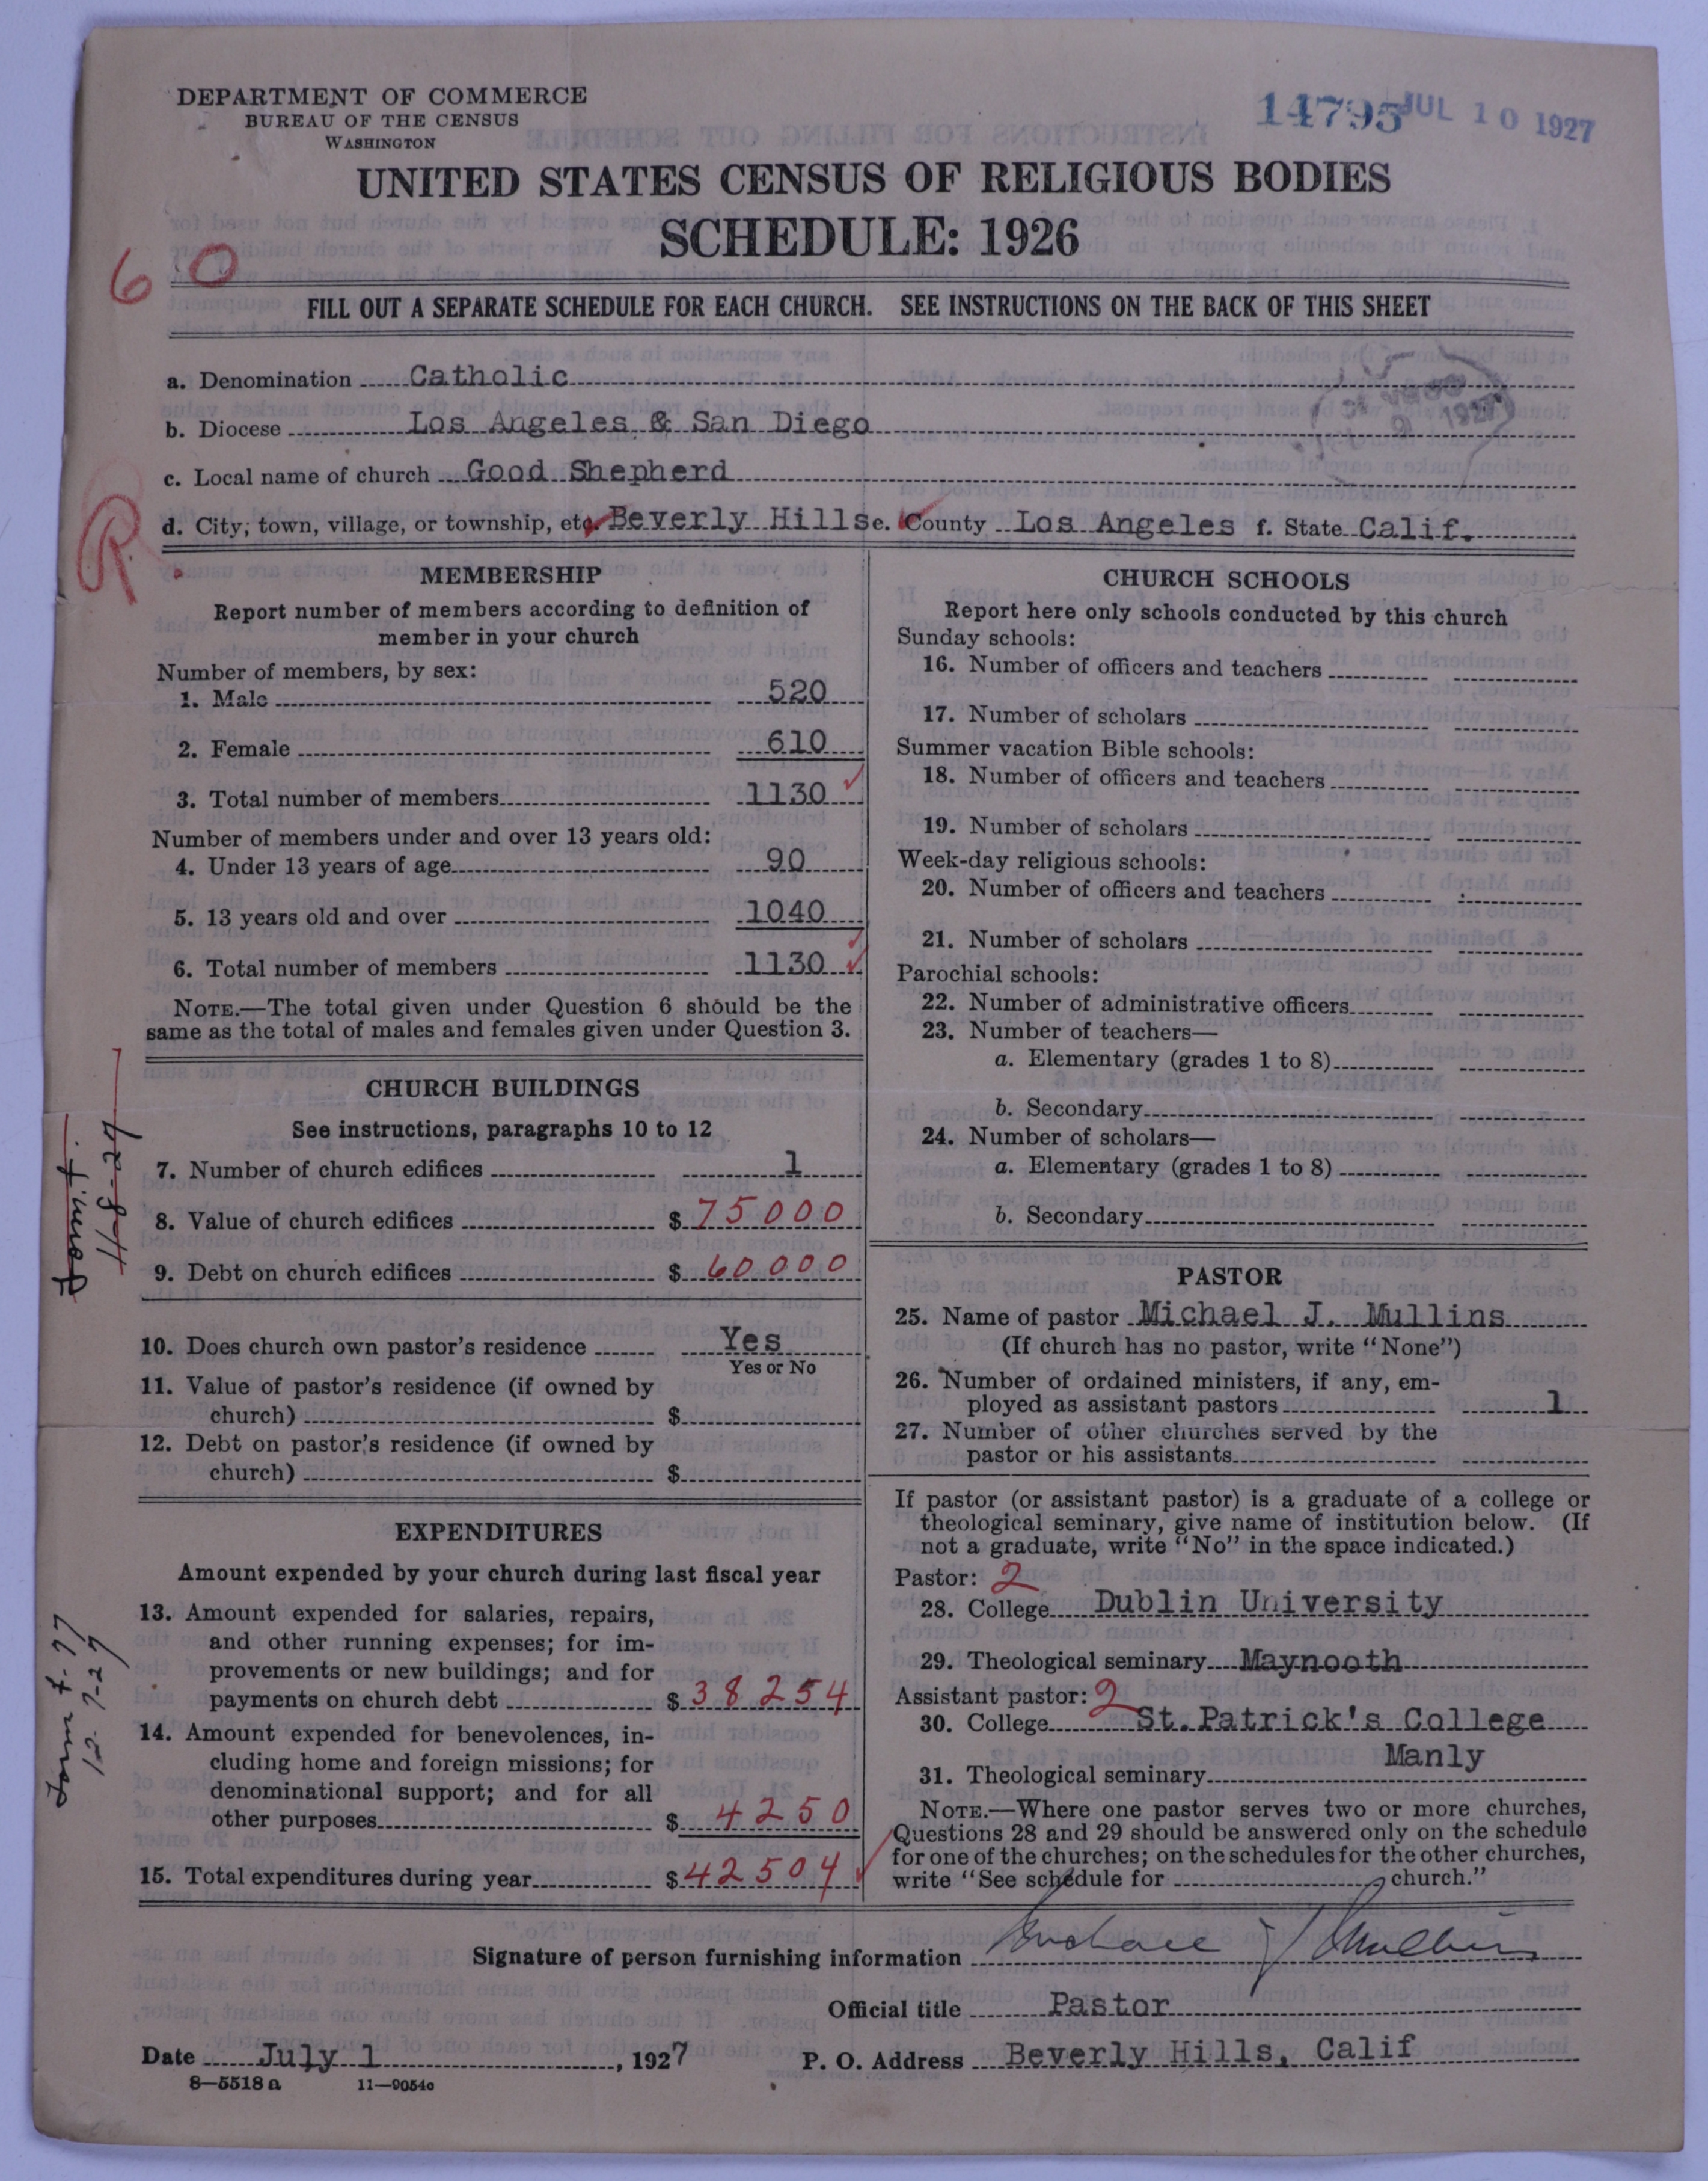 DEPARTMENT OF COMMERCE
BUREAU OF THE CENSUS
WASHINGTON
14795 JUL 10 1927
UNITED STATES CENSUS OF RELIGIOUS BODIES
SCHEDULE: 1926
60
FILL OUT A SEPARATE SCHEDULE FOR EACH CHURCH. SEE INSTRUCTIONS ON THE BACK OF THIS SHEET
a. Denomination Catholic
b. Diocese Los Angeles & San Diego
c. Local name of church Good Shepherd
d. City, town, village, or township, etc. Beverly Hills e. County Los Angeles f. State Calif.
R
MEMBERSHIP
Report number of members according to definition of
member in your church
Number of members, by sex:
1. Male 520
2. Female 610
3. Total number of members 1130
Number of members under and over 13 years old:
4. Under 13 years of age 90
5. 13 years old and over 1040
6. Total number of members 1130
NOTE.—The total given under Question 6 should be the
same as the total of males and females given under Question 3.
CHURCH BUILDINGS
See instructions, paragraphs 10 to 12
7. Number of church edifices 1
8. Value of church edifices $ 75000
9. Debt on church edifices $ 60000
10. Does church own pastor's residence Yes
Yes or No
11. Value of pastor's residence (if owned by
church) $
12. Debt on pastor's residence (if owned by
church) $
EXPENDITURES
Amount expended by your church during last fiscal year
13. Amount expended for salaries, repairs,
and other running expenses; for im-
provements or new buildings; and for
payments on church debt $ 38254
14. Amount expended for benevolences, in-
cluding home and foreign missions; for
denominational support; and for all
other purposes $ 4250
15. Total expenditures during year $ 42504
CHURCH SCHOOLS
Report here only schools conducted by this church
Sunday schools:
16. Number of officers and teachers
17. Number of scholars
Summer vacation Bible schools:
18. Number of officers and teachers
19. Number of scholars
Week-day religious schools:
20. Number of officers and teachers
21. Number of scholars
Parochial schools:
22. Number of administrative officers
23. Number of teachers—
a. Elementary (grades 1 to 8)
b. Secondary
24. Number of scholars—
a. Elementary (grades 1 to 8)
b. Secondary
PASTOR
25. Name of pastor Michael J. Mullins
(If church has no pastor, write "None")
26. Number of ordained ministers, if any, em-
ployed as assistant pastors 1
27. Number of other churches served by the
pastor or his assistants
If pastor (or assistant pastor) is a graduate of a college or
theological seminary, give name of institution below. (If
not a graduate, write "No" in the space indicated.)
Pastor: 2
28. College Dublin University
29. Theological seminary Maynooth
Assistant pastor: 2
30. College St.Patrick's College
Manly
31. Theological seminary
NOTE.—Where one pastor serves two or more churches,
Questions 28 and 29 should be answered only on the schedule
for one of the churches; on the schedules for the other churches,
write "See schedule for church."
Signature of person furnishing information Michael J Mullins
Official title Pastor
Date July 1, 1927 P. O. Address Beverly Hills, Calif
8—5518 a 11—9054c